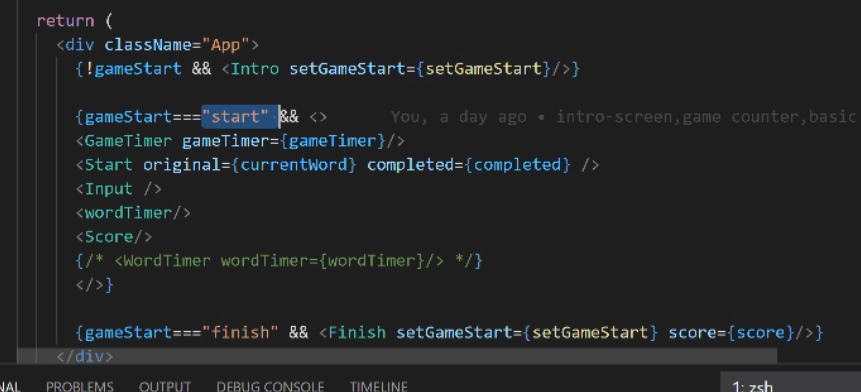 return (
<div className="App">
{!gameStart && <Intro setGameStart={setGameStart}/>}
{gameStart==="start" && <> You, a day ago • intro-screen,game counter,basic
<GameTimer gameTimer={gameTimer}/>
<Start original={currentWord} completed={completed} />
<Input />
<wordTimer/>
<Score/>
{/* <WordTimer wordTimer={wordTimer}/> */}
</>}
{gameStart==="finish" && <Finish setGameStart={setGameStart} score={score}/>}
</div>
NAL PROBLEMS OUTPUT DEBUG CONSOLE TIMELINE 1: zsh